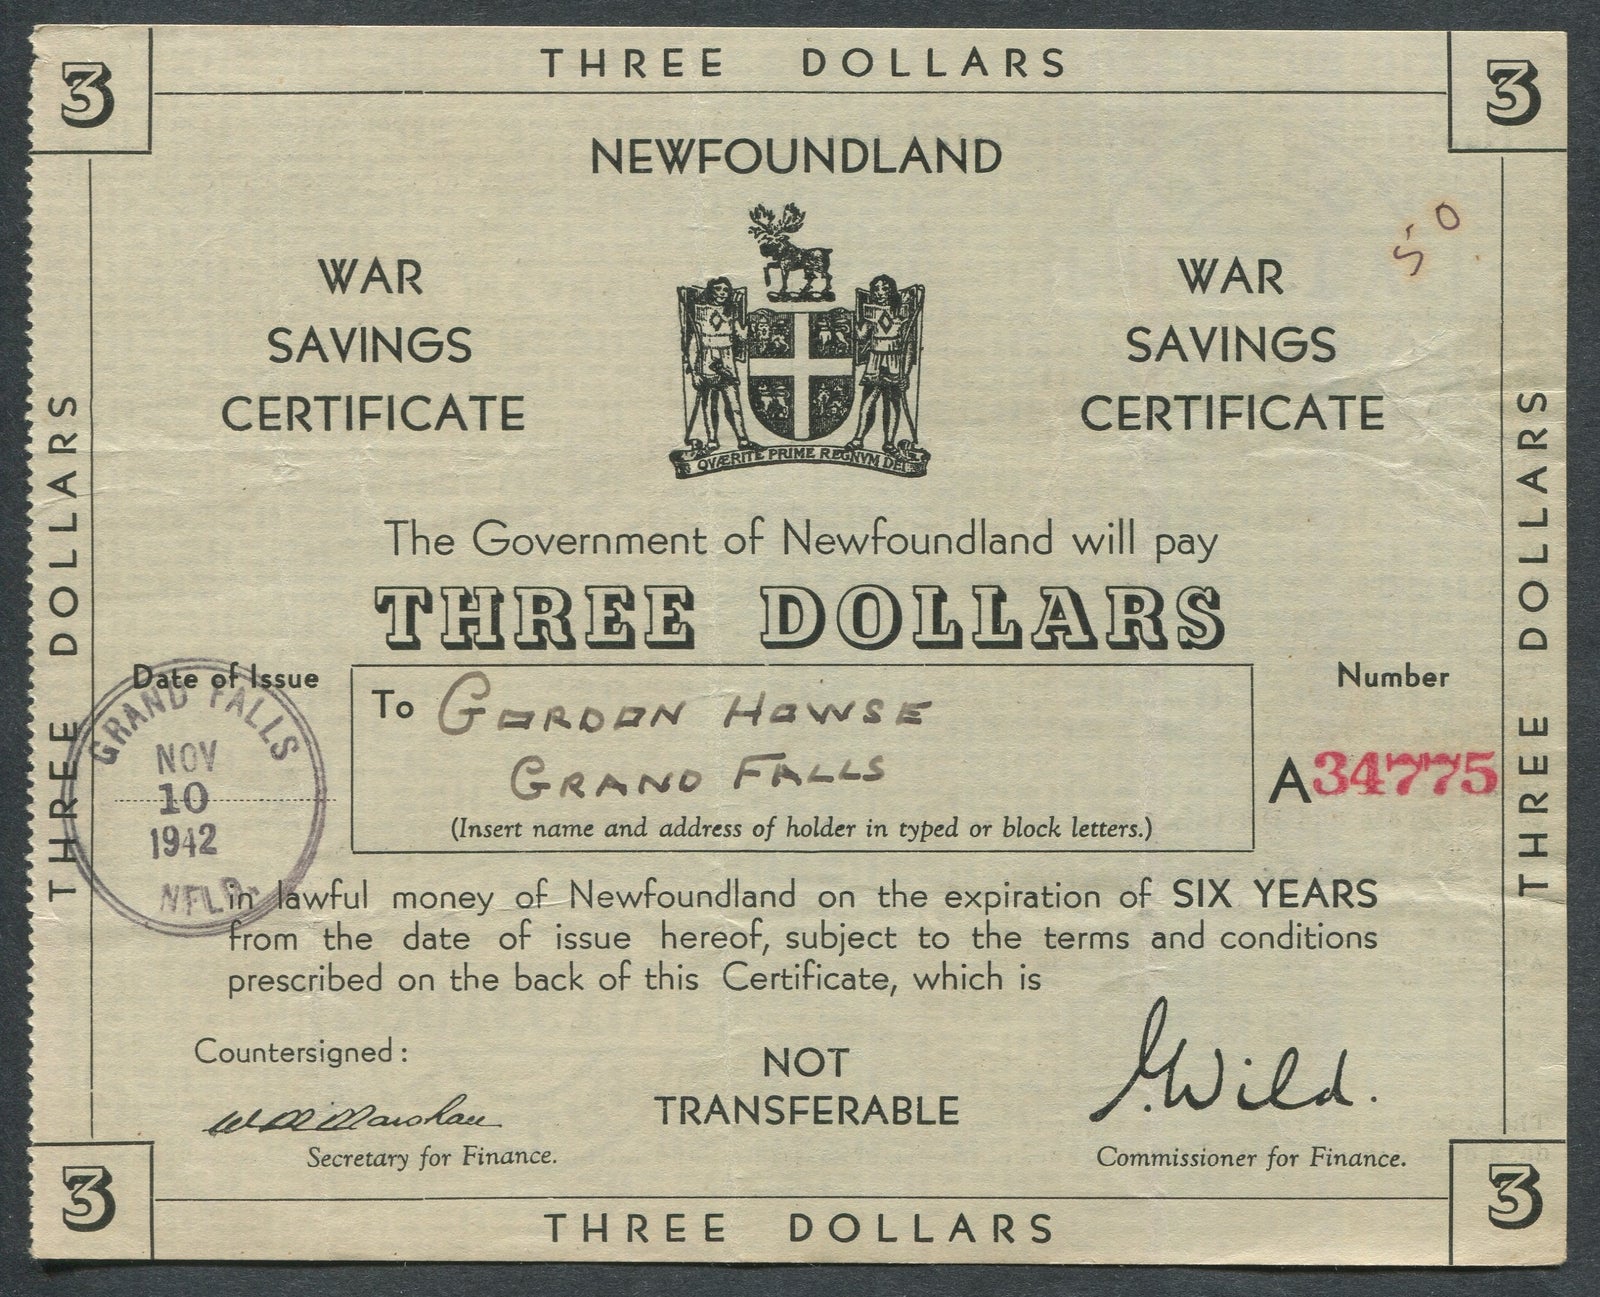 THREE DOLLARS
3
3
NEWFOUNDLAND
50
WAR
SAVINGS
CERTIFICATE
WAR
SAVINGS
CERTIFICATE
QVÆRITE PRIME REGNVM DEI
THREE DOLLARS
THREE DOLLARS
The Government of Newfoundland will pay
THREE DOLLARS
Date of Issue
GRAND FALLS
NOV
10
1942
NFLD
To GORDON HOWSE
GRAND FALLS
(Insert name and address of holder in typed or block letters.)
Number
A34775
in lawful money of Newfoundland on the expiration of SIX YEARS
from the date of issue hereof, subject to the terms and conditions
prescribed on the back of this Certificate, which is
Countersigned:
NOT
TRANSFERABLE
Wild.
Secretary for Finance.
Commissioner for Finance.
3
3
THREE DOLLARS